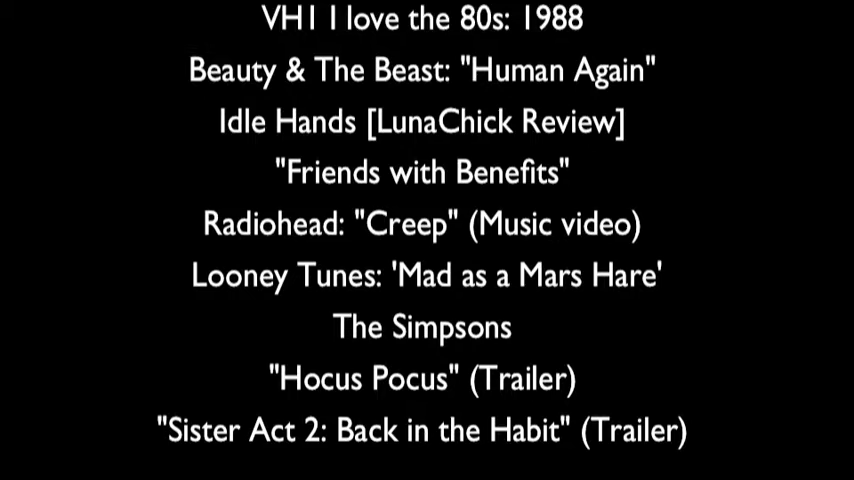 VH1 I love the 80s: 1988
Beauty & The Beast: "Human Again"
Idle Hands [LunaChick Review]
"Friends with Benefits"
Radiohead: "Creep" (Music video)
Looney Tunes: 'Mad as a Mars Hare'
The Simpsons
"Hocus Pocus" (Trailer)
"Sister Act 2: Back in the Habit" (Trailer)